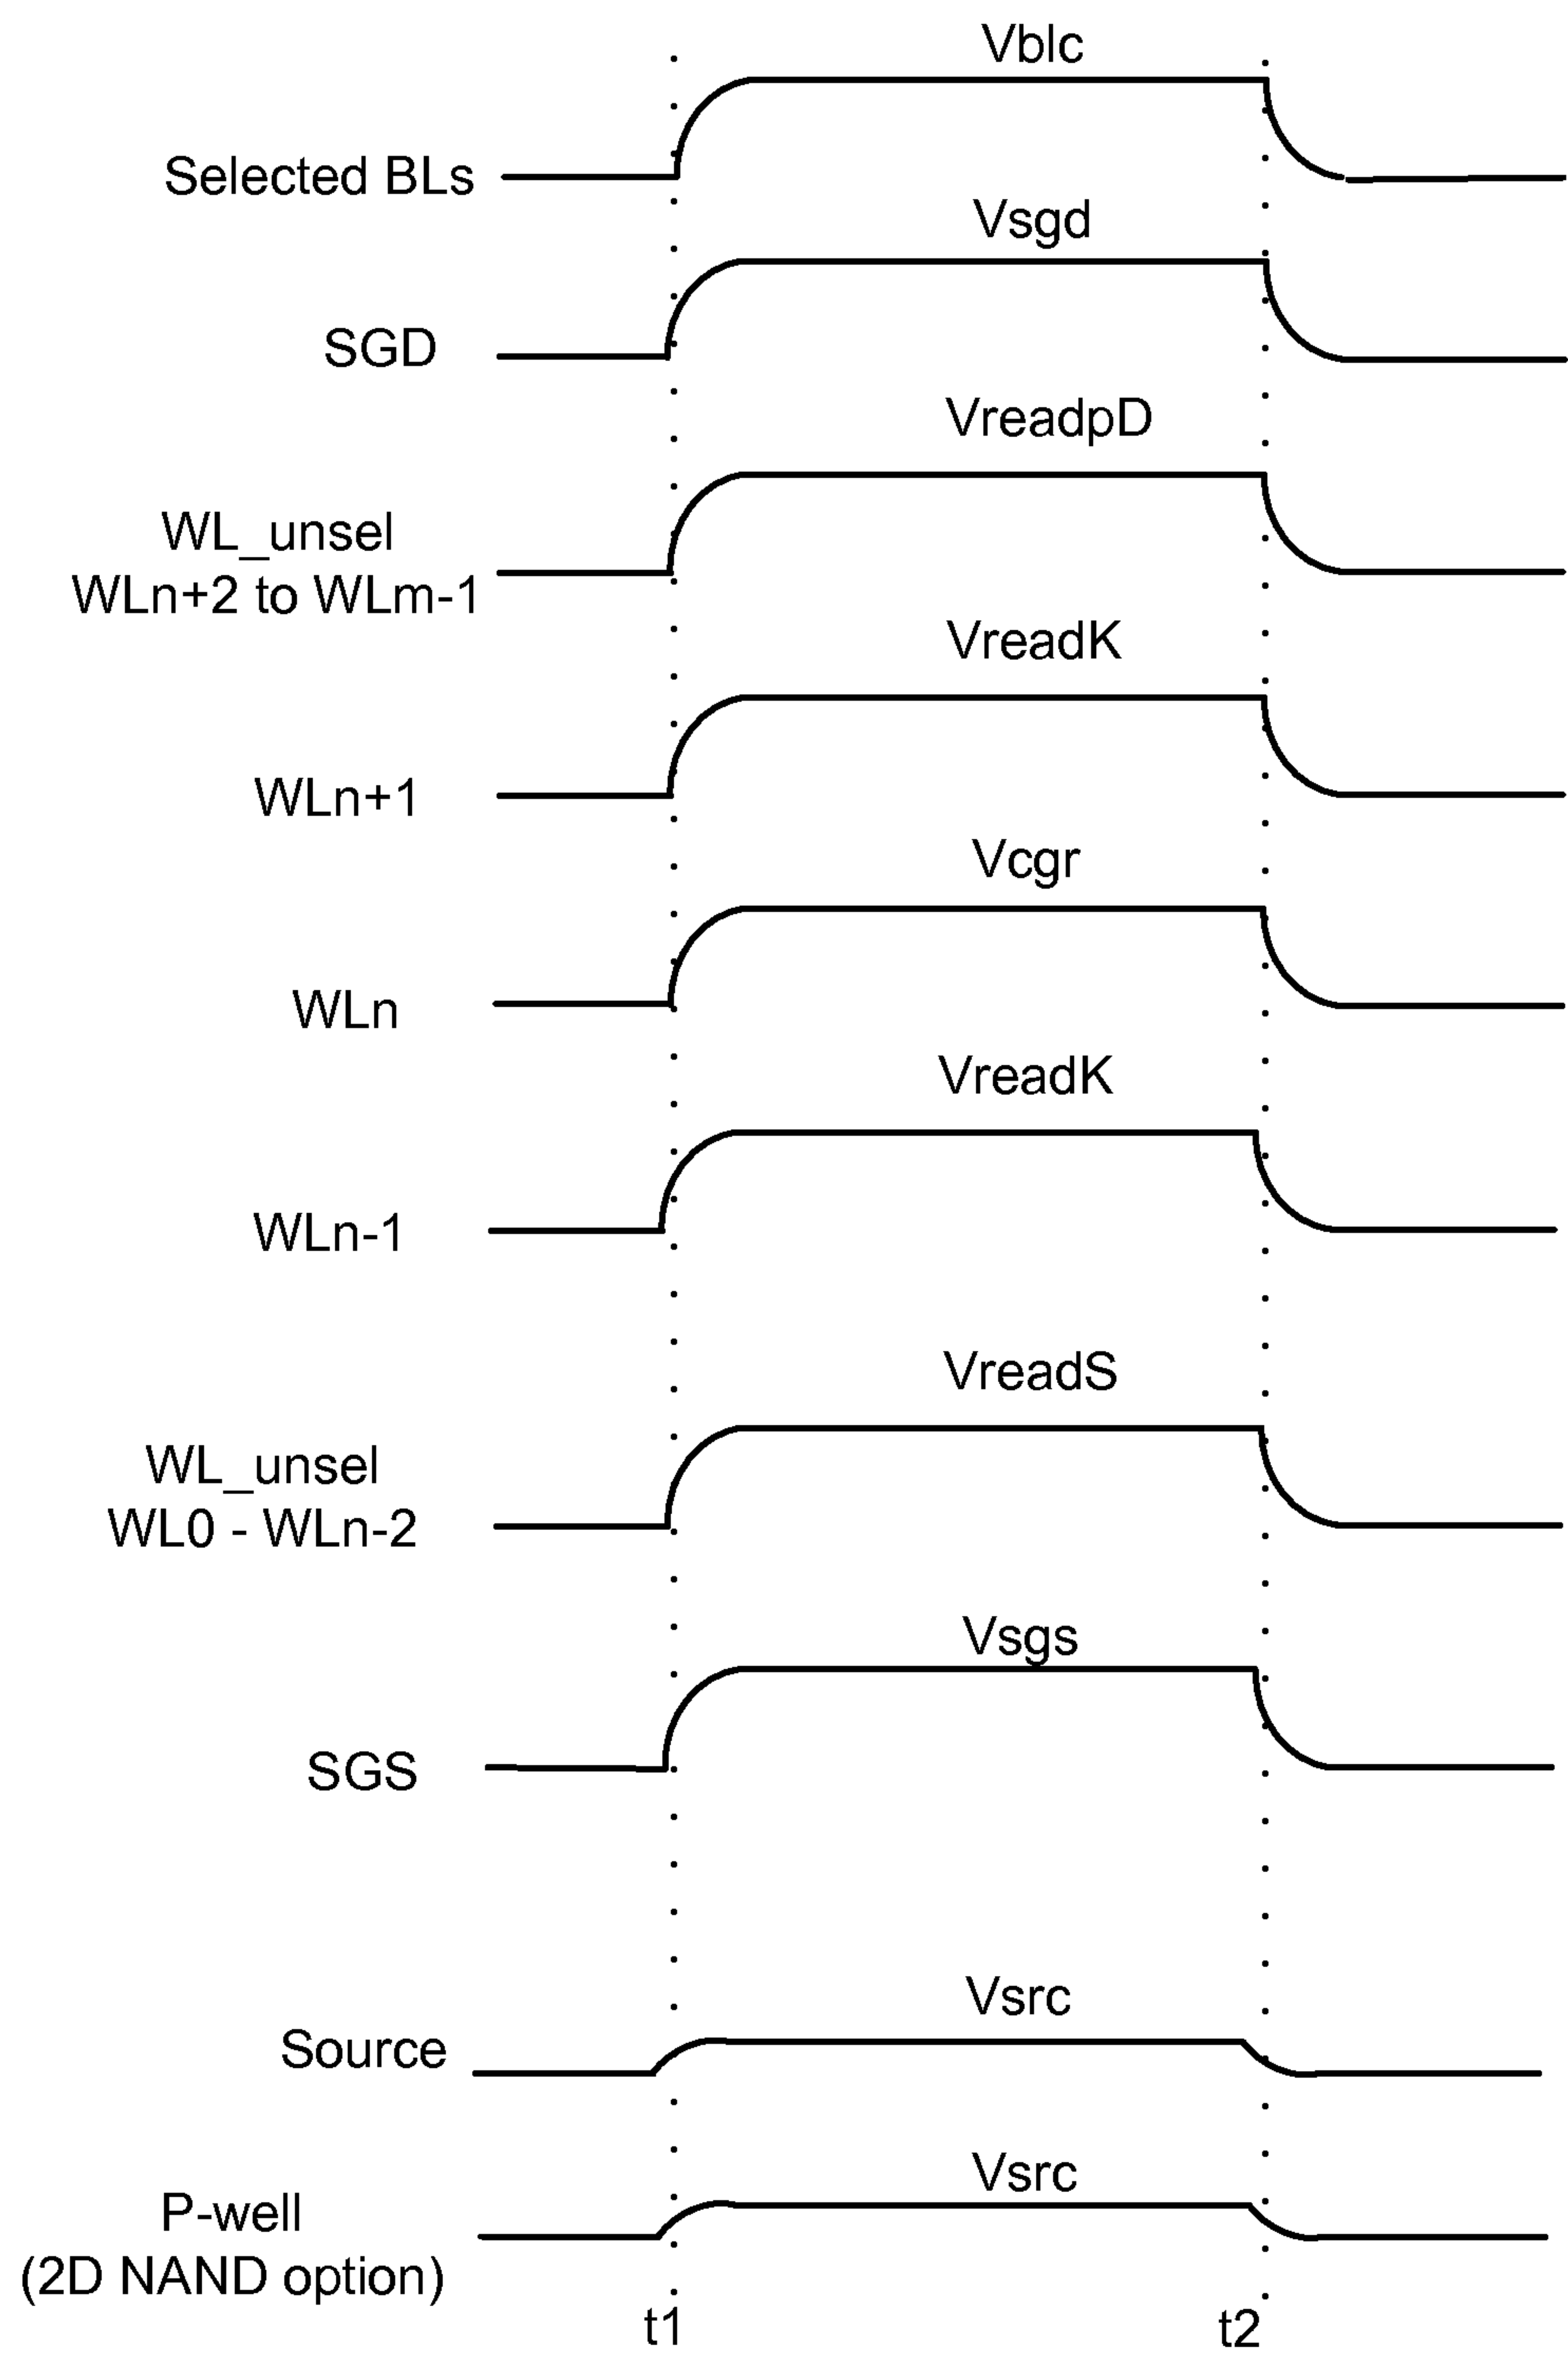 Vblc
Selected BLs
Vsgd
SGD
VreadpD
WL_unsel
WLn+2 to WLm-1
VreadK
WLn+1
Vcgr
WLn
VreadK
WLn-1
VreadS
WL_unsel
WL0 - WLn-2
Vsgs
SGS
Vsrc
Source
Vsrc
P-well
(2D NAND option)
t1
t2